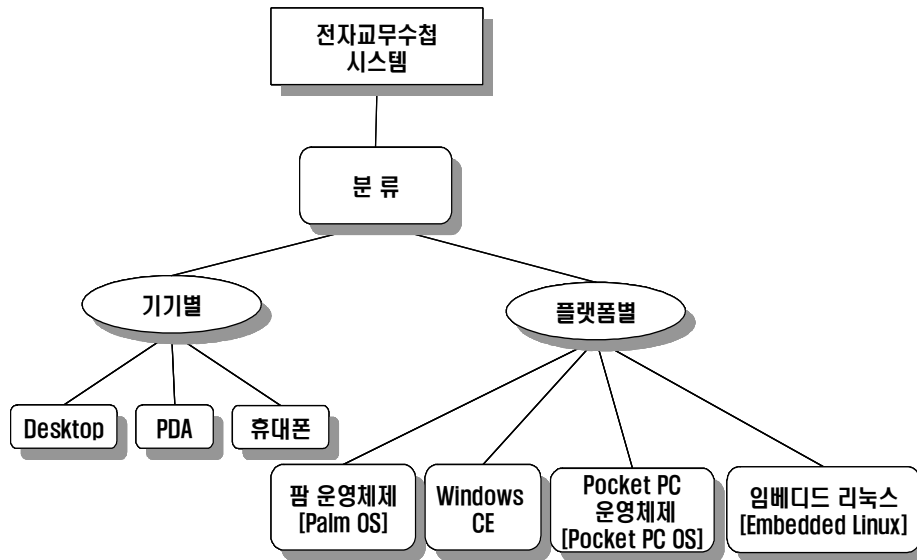 전자교무수첩
시스템
분 류
기기별
플랫폼별
Desktop
PDA
휴대폰
팜 운영체제
[Palm OS]
Windows
CE
Pocket PC
운영체제
[Pocket PC OS]
임베디드 리눅스
[Embedded Linux]